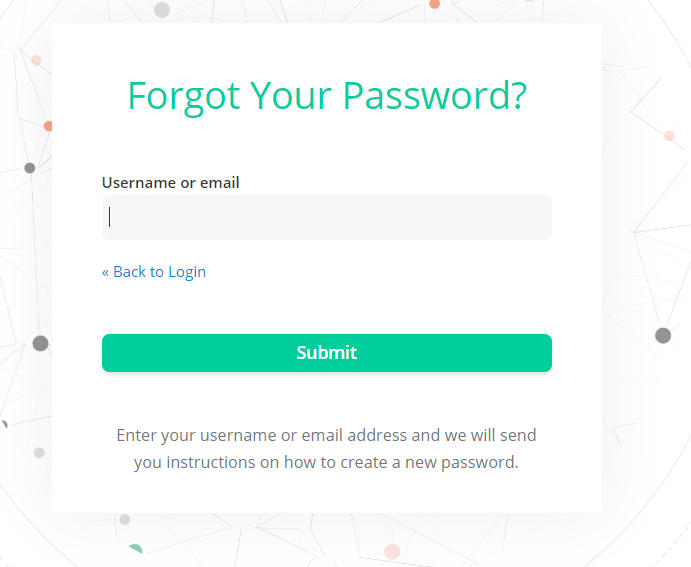 Forgot Your Password?
Username or email
« Back to Login
Submit
Enter your username or email address and we will send
you instructions on how to create a new password.